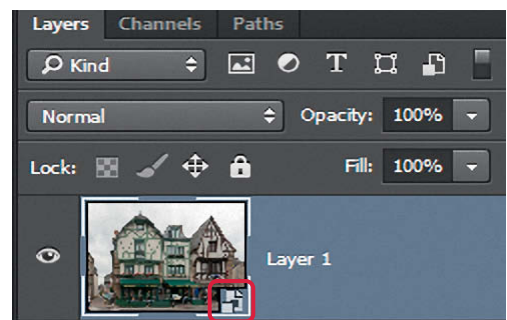 Layers Channels Paths
Kind T
Normal Opacity: 100%
Lock: Fill: 100%
Layer 1